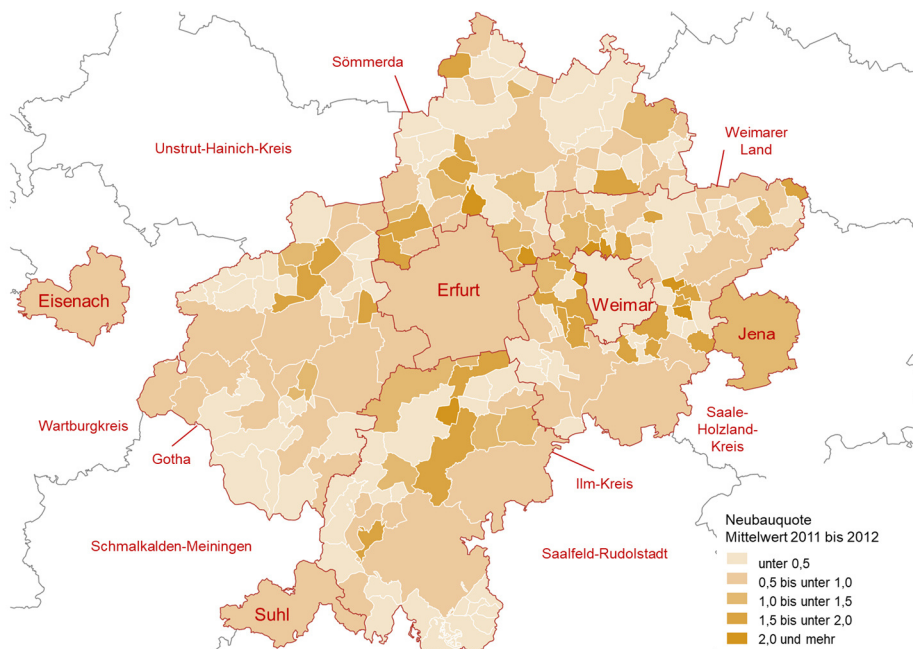 Sömmerda
Unstrut-Hainich-Kreis
Weimarer
Land
Eisenach
Erfurt
Weimar
Jena
Wartburgkreis
Gotha
Saale-
Holzland-
Kreis
Ilm-Kreis
Schmalkalden-Meiningen
Saalfeld-Rudolstadt
Suhl
Neubauquote
Mittelwert 2011 bis 2012
unter 0,5
0,5 bis unter 1,0
1,0 bis unter 1,5
1,5 bis unter 2,0
2,0 und mehr